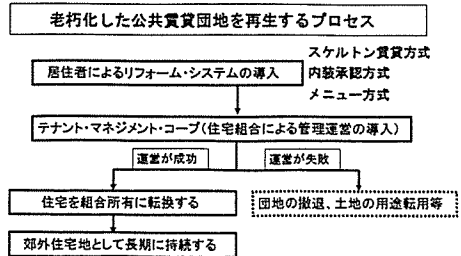 老朽化した公共賃貸団地を再生するプロセス
スケルトン賃貸方式
居住者によるリフォーム・システムの導入
内装承認方式
メニュー方式
テナント・マネジメント・コープ(住宅組合による管理運営の導入)
運営が成功
運営が失敗
住宅を組合所有に転換する
団地の撤退、土地の用途転用等
郊外住宅地として長期に持続する